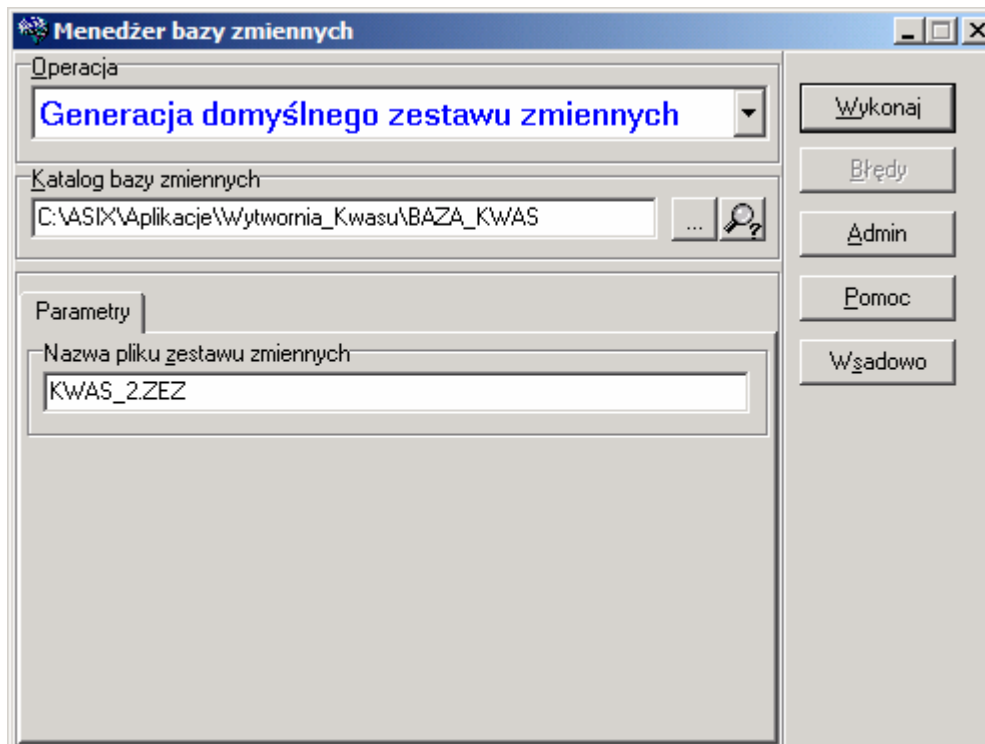 Menedżer bazy zmiennych
Operacja
Generacja domyślnego zestawu zmiennych
Wykonaj
Błędy
Katalog bazy zmiennych
C:\ASIX\Aplikacje\Wytwornia_Kwasu\BAZA_KWAS
...
Admin
Pomoc
Parametry
Nazwa pliku zestawu zmiennych
Wsadowo
KWAS_2.ZEZ